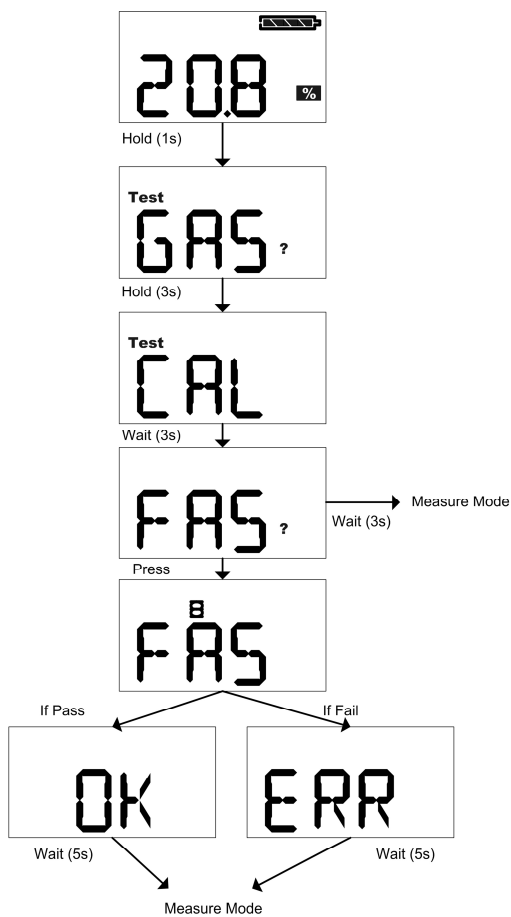 20.8 %
Hold (1s)
Test
GAS ?
Hold (3s)
Test
CAL
Wait (3s)
FAS ?
Measure Mode
Wait (3s)
Press
FAS
If Pass
If Fail
OK
ERR
Wait (5s)
Wait (5s)
Measure Mode